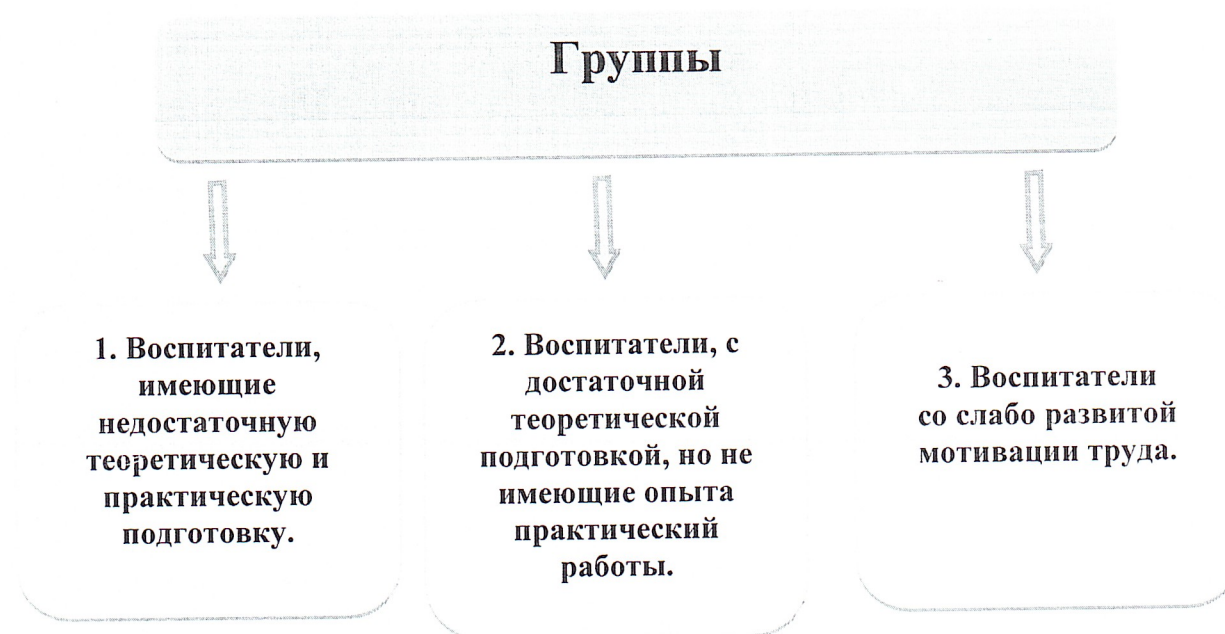 Группы
1. Воспитатели,
имеющие
недостаточную
теоретическую и
практическую
подготовку.
2. Воспитатели, с
достаточной
теоретической
подготовкой, но не
имеющие опыта
практический
работы.
3. Воспитатели
со слабо развитой
мотивации труда.